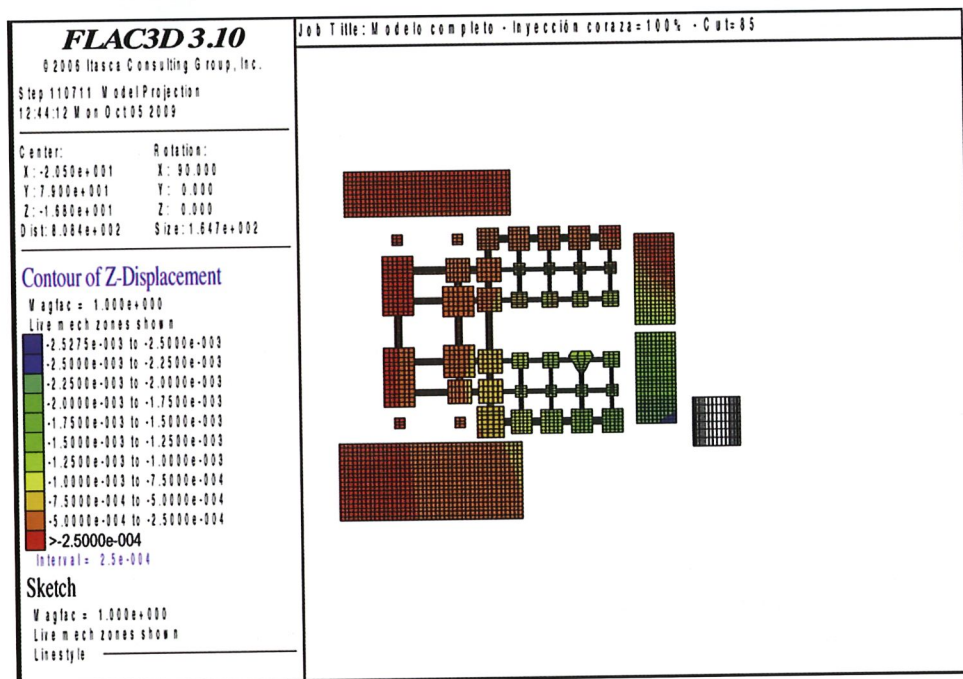 FLAC3D 3.10
©2006 Itasca Consulting Group, Inc.
Step 110711 Model Projection
12:44:12 Mon Oct 05 2009
Center:
X: -2.050e+001
Y: 7.900e+001
Z: -1.680e+001
Dist: 8.084e+002
Rotation:
X: 90.000
Y: 0.000
Z: 0.000
Size: 1.647e+002
Contour of Z-Displacement
Magfac = 1.000e+000
Live mech zones shown
-2.5275e-003 to -2.5000e-003
-2.5000e-003 to -2.2500e-003
-2.2500e-003 to -2.0000e-003
-2.0000e-003 to -1.7500e-003
-1.7500e-003 to -1.5000e-003
-1.5000e-003 to -1.2500e-003
-1.2500e-003 to -1.0000e-003
-1.0000e-003 to -7.5000e-004
-7.5000e-004 to -5.0000e-004
-5.0000e-004 to -2.5000e-004
>-2.5000e-004
Interval = 2.5e-004
Sketch
Magfac = 1.000e+000
Live mech zones shown
Linestyle
Job Title: Modelo completo - Inyección coraza=100% - Cut=85